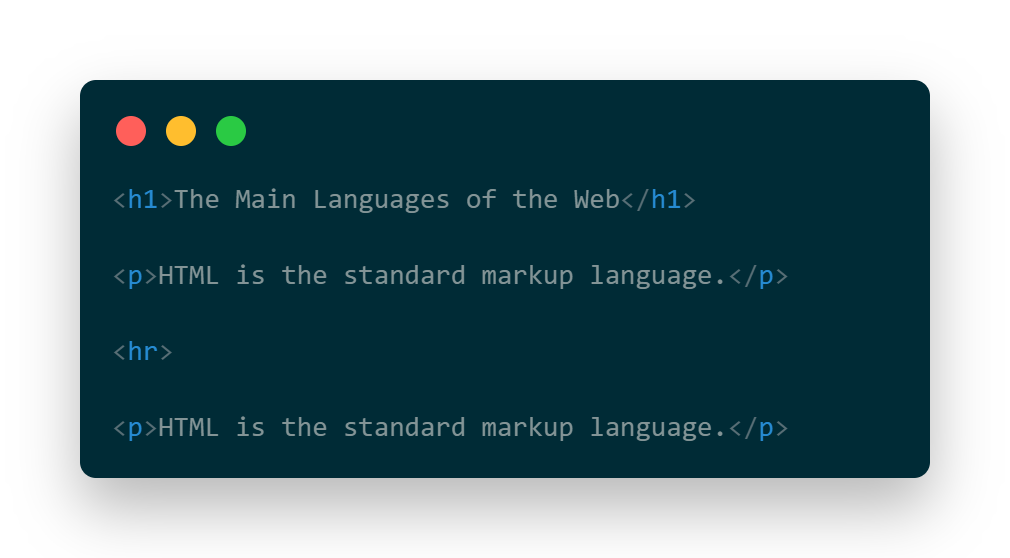 <h1>The Main Languages of the Web</h1>
<p>HTML is the standard markup language.</p>
<hr>
<p>HTML is the standard markup language.</p>